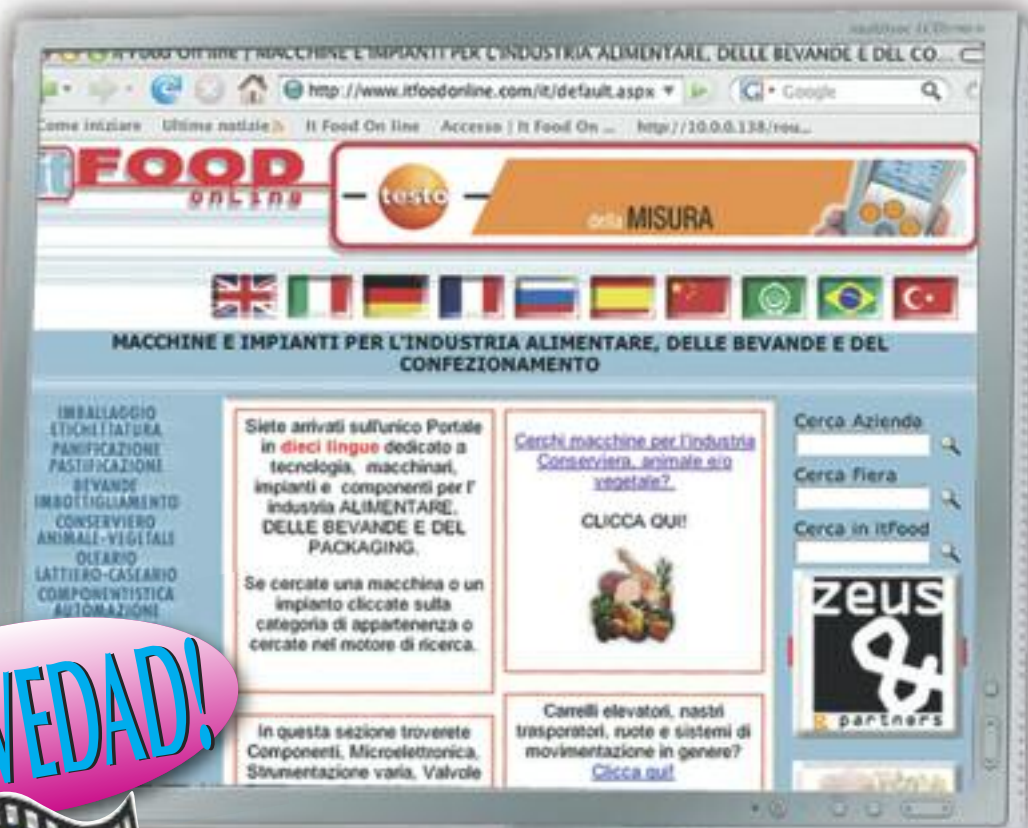 It Food On line | MACCHINE E IMPIANTI PER L'INDUSTRIA ALIMENTARE, DELLE BEVANDE E DEL CO...
http://www.itfoodonline.com/it/default.aspx
G Google
Come iniziare Ultime notizie It Food On line Accesso | It Food On ... http://10.0.0.138/rou...
it FOOD
online
testo
della MISURA
MACCHINE E IMPIANTI PER L'INDUSTRIA ALIMENTARE, DELLE BEVANDE E DEL
CONFEZIONAMENTO
IMBALLAGGIO
ETICHETTATURA
PANIFICAZIONE
PASTIFICAZIONE
BEVANDE
IMBOTTIGLIAMENTO
CONSERVIERO
ANIMALE-VEGETALE
OLEARIO
LATTIERO-CASEARIO
COMPONENTISTICA
AUTOMAZIONE
Siete arrivati sull'unico Portale
in dieci lingue dedicato a
tecnologia, macchinari,
impianti e componenti per l'
industria ALIMENTARE,
DELLE BEVANDE E DEL
PACKAGING.
Se cercate una macchina o un
impianto cliccate sulla
categoria di appartenenza o
cercate nel motore di ricerca.
In questa sezione troverete
Componenti, Microelettronica,
Strumentazione varia, Valvole
Cerchi macchine per l'industria
Conserviera, animale e/o
vegetale?
CLICCA QUI!
Carrelli elevatori, nastri
trasporatori, ruote e sistemi di
movimentazione in genere?
Clicca qui!
Cerca Azienda
Cerca Fiera
Cerca in itFood
zeus
&
& partners
VEDAD!